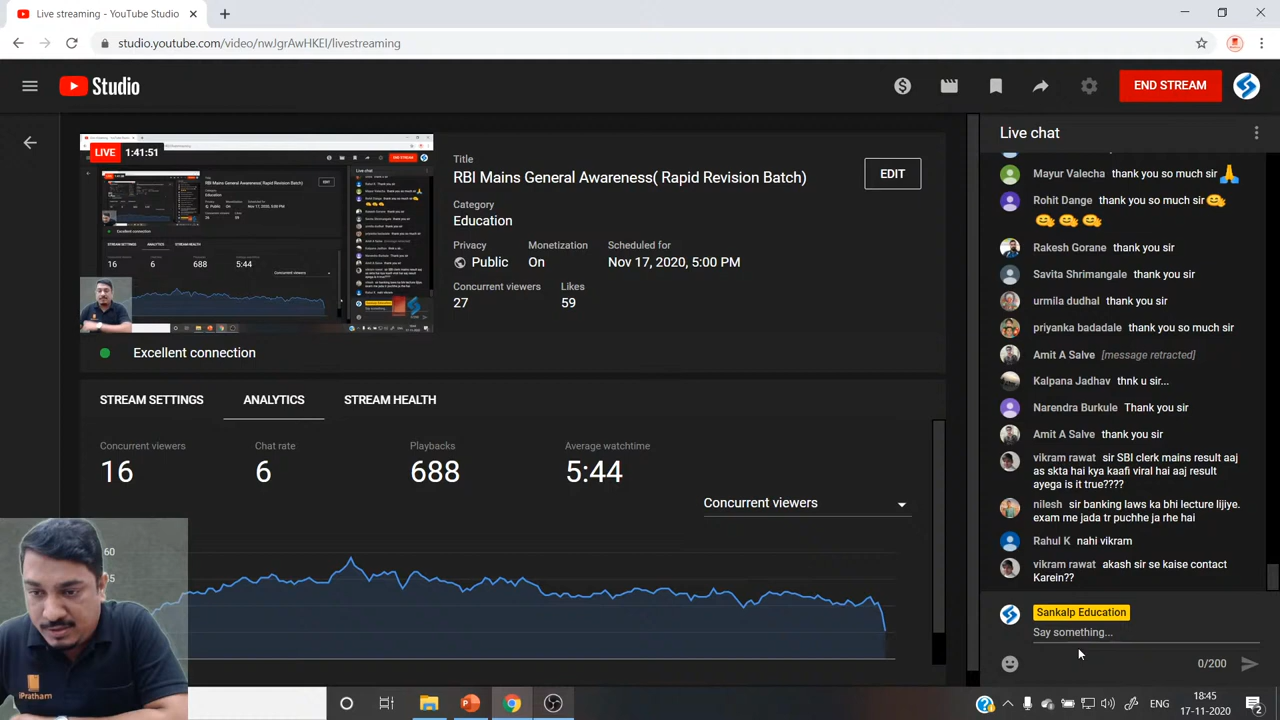 Live streaming - YouTube Studio
studio.youtube.com/video/nwJgrAwHKEI/livestreaming
Studio
END STREAM
LIVE 1:41:51
Title
RBI Mains General Awareness( Rapid Revision Batch)
EDIT
Category
Education
Privacy Monetization Scheduled for
Public On Nov 17, 2020, 5:00 PM
Concurrent viewers Likes
27 59
Excellent connection
STREAM SETTINGS ANALYTICS STREAM HEALTH
Concurrent viewers Chat rate Playbacks Average watchtime
16 6 688 5:44
Concurrent viewers
60
iPratham
Live chat
Mayur Valecha thank you so much sir
Rohit Dange thank you so much sir
Rakesh Gorane thank you sir
Savita Shrimangale thank you sir
urmila dudhal thank you sir
priyanka handale thank you so much sir
Amit A Salve [message retracted]
Kalpana Jadhav thnk u sir...
Narendra Burkule Thank you sir
Amit A Salve thank you sir
vikram rawat sir SBI clerk mains result aaj
as skta hai kya kaafi viral hai aaj result
ayega is it true????
nilesh sir banking laws ka bhi lecture lijiye.
exam me jada tr puchhe ja rhe hai
Rahul K nahi vikram
vikram rawat akash sir se kaise contact
Karein??
Sankalp Education
Say something...
0/200
ENG
18:45
17-11-2020
2